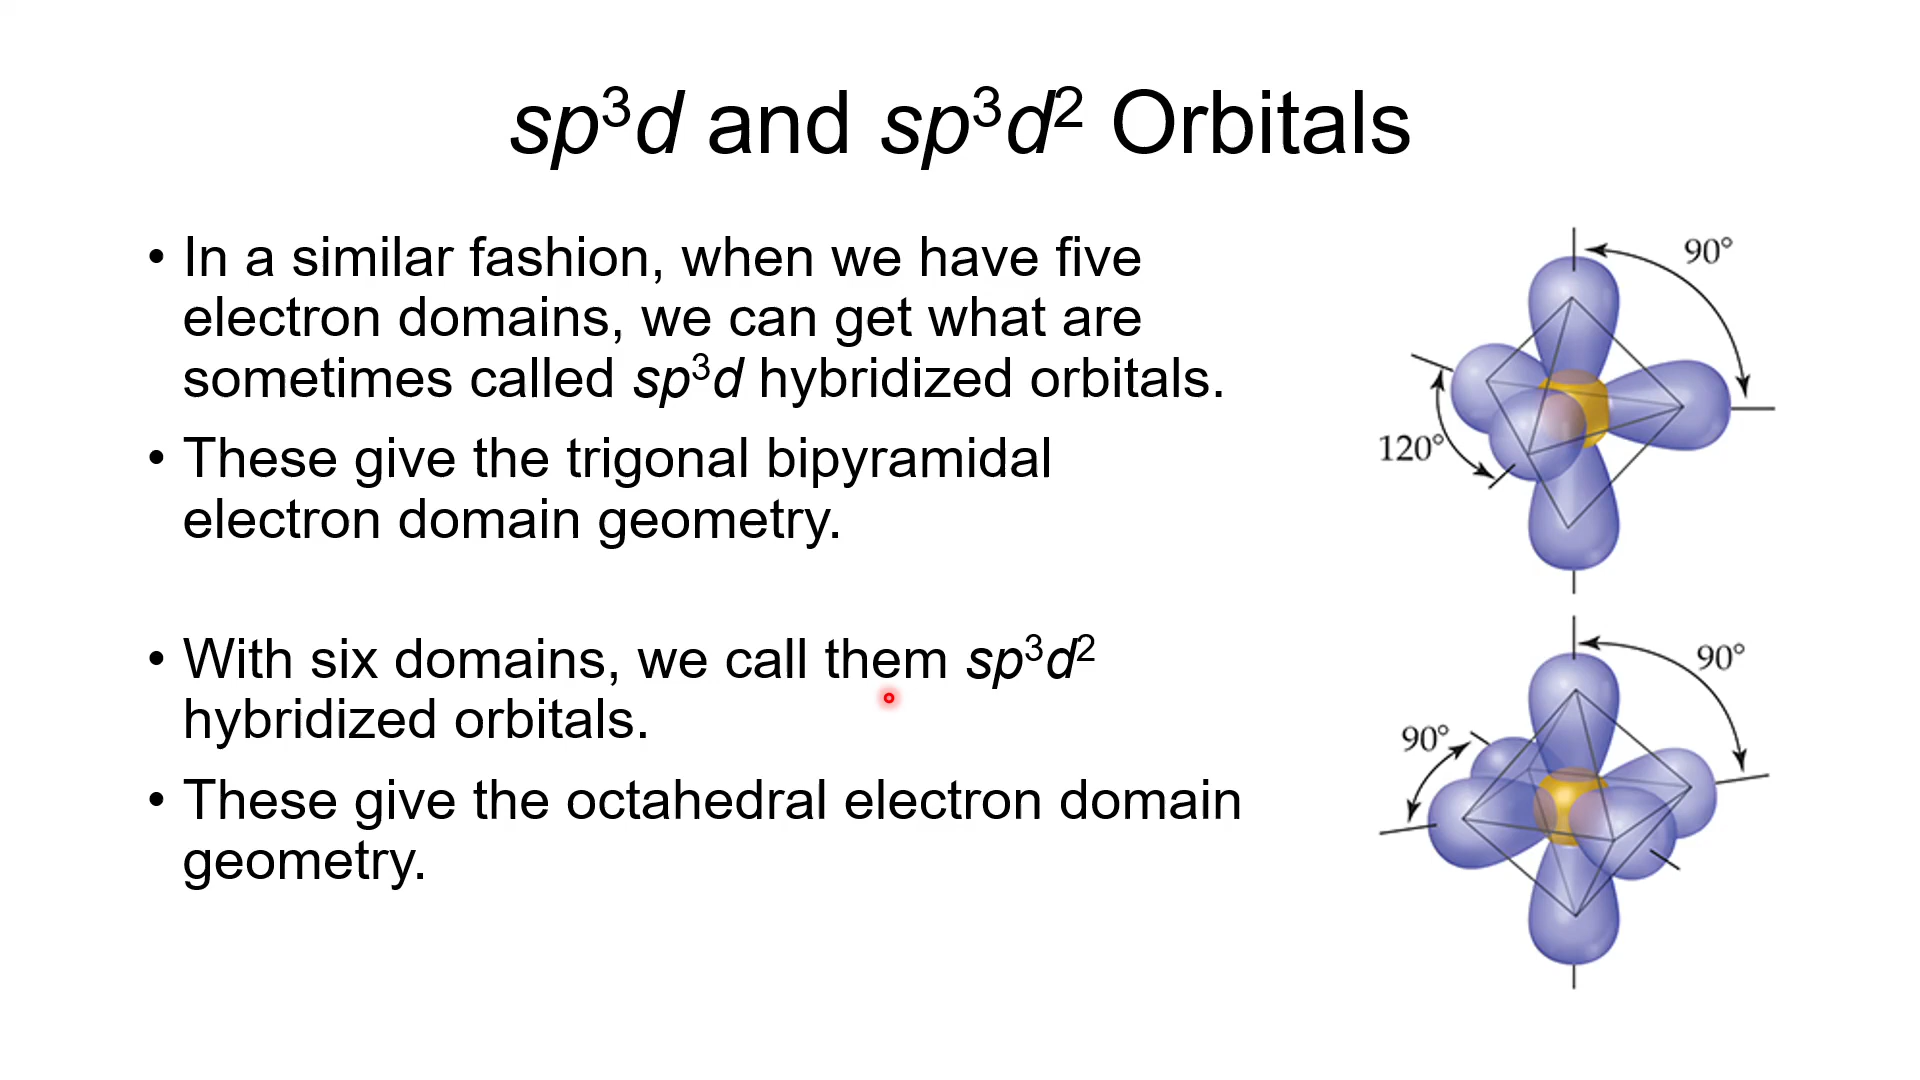 sp³d and sp³d² Orbitals
• In a similar fashion, when we have five
electron domains, we can get what are
sometimes called sp³d hybridized orbitals.
• These give the trigonal bipyramidal
electron domain geometry.
• With six domains, we call them sp³d²
hybridized orbitals.
• These give the octahedral electron domain
geometry.
90°
120°
90°
90°